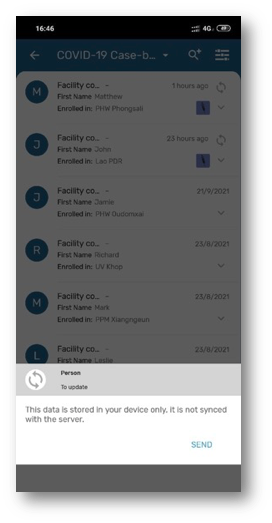 16:46
4G 49
COVID-19 Case-b...
M Facility co... - 1 hours ago
First Name Matthew
Enrolled in: PHW Phongsali
J Facility co... - 23 hours ago
First Name John
Enrolled in: Lao PDR
J Facility co... - 21/9/2021
First Name Jamie
Enrolled in: PHW Oudomxai
R Facility co... - 23/8/2021
First Name Richard
Enrolled in: UV Khop
M Facility co... - 23/8/2021
First Name Mark
Enrolled in: PPM Xiangngeun
L Facility co... - 23/8/2021
First Name Leslie
Person
To update
This data is stored in your device only, it is not synced
with the server.
SEND